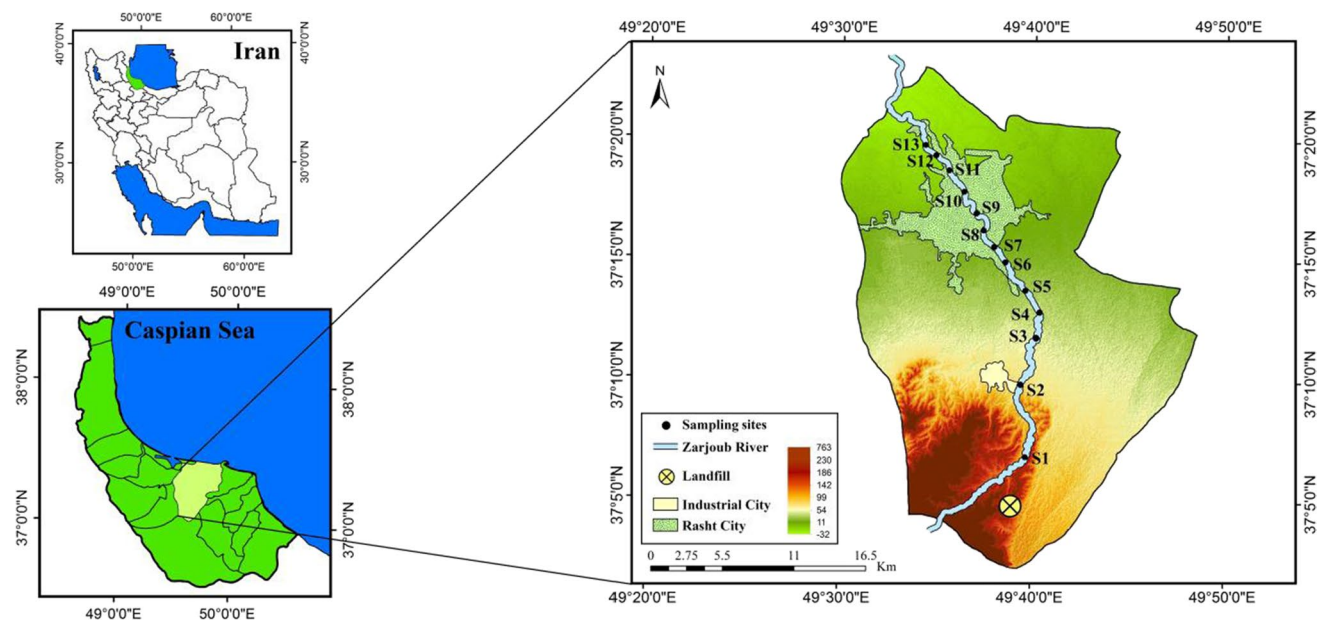 50°0'0"E 60°0'0"E
Iran
40°0'0"N
40°0'0"N
30°0'0"N
30°0'0"N
50°0'0"E 60°0'0"E
49°0'0"E 50°0'0"E
Caspian Sea
38°0'0"N
38°0'0"N
37°0'0"N
37°0'0"N
49°0'0"E 50°0'0"E
49°20'0"E 49°30'0"E 49°40'0"E 49°50'0"E
N
37°20'0"N
37°20'0"N
S13
S12
S11
S10
S9
S8
S7
S6
37°15'0"N
37°15'0"N
S5
S4
S3
37°10'0"N
37°10'0"N
S2
S1
37°5'0"N
37°5'0"N
Sampling sites
Zarjoub River
Landfill
Industrial City
Rasht City
763
230
186
142
99
54
11
-32
0 2.75 5.5 11 16.5
Km
49°20'0"E 49°30'0"E 49°40'0"E 49°50'0"E